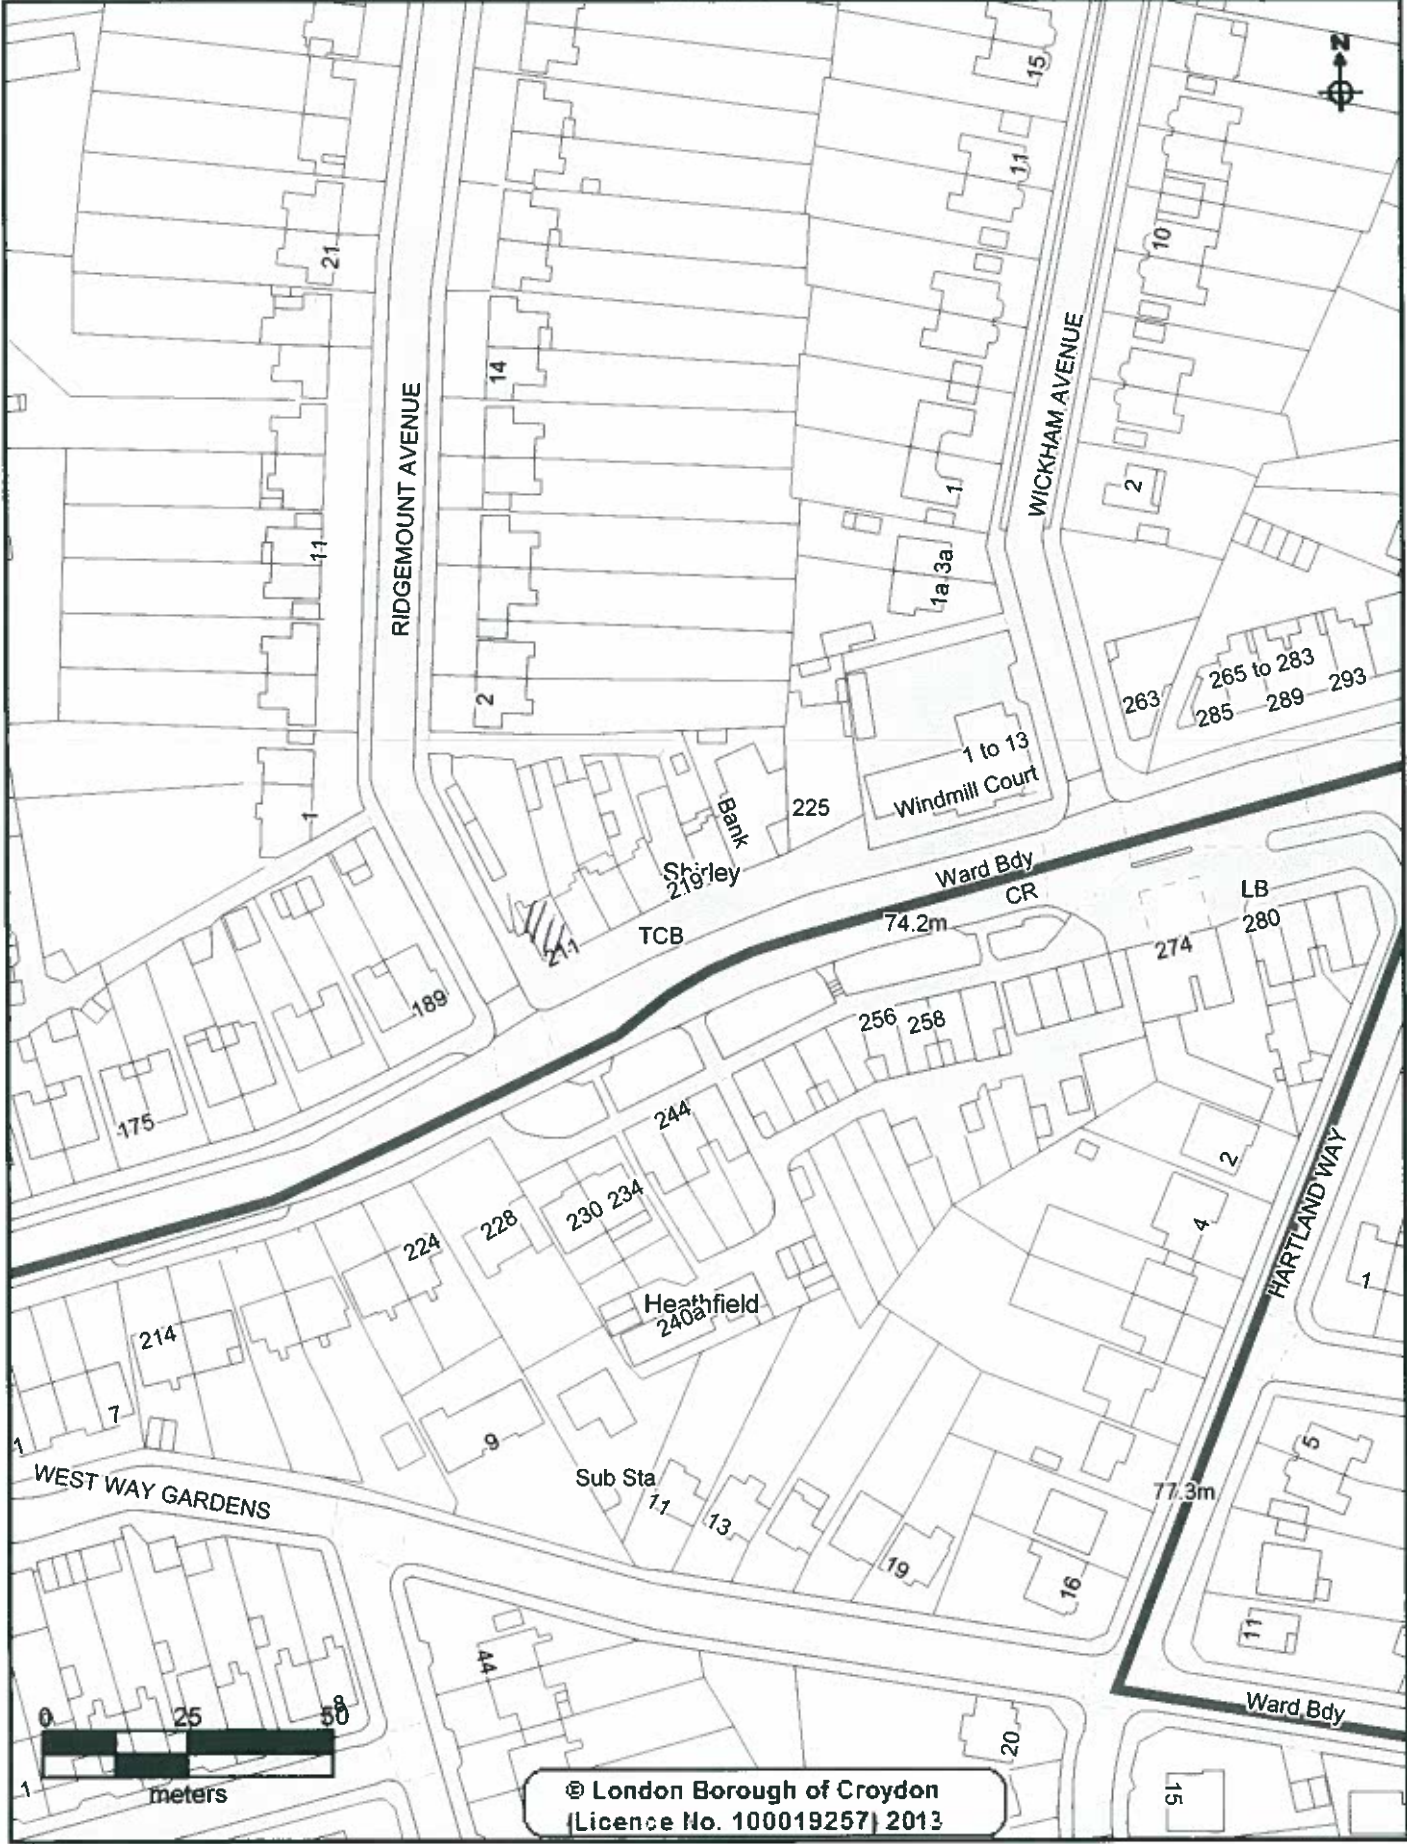 N
15
11
21
10
RIDGEMOUNT AVENUE
14
WICKHAM AVENUE
1
2
11
1a 3a
2
263
265 to 283
285
289
293
1
1 to 13
Windmill Court
Bank
225
Shirley
219
Ward Bdy
CR
LB
280
TCB
211
74.2m
274
189
256
258
175
244
2
230
234
228
224
4
HARTLAND WAY
1
Heathfield
240a
214
7
1
9
5
WEST WAY GARDENS
Sub Sta
11
13
77.3m
19
16
11
44
Ward Bdy
8
0 25 50
meters
20
15
1
© London Borough of Croydon
(Licence No. 100019257) 2013